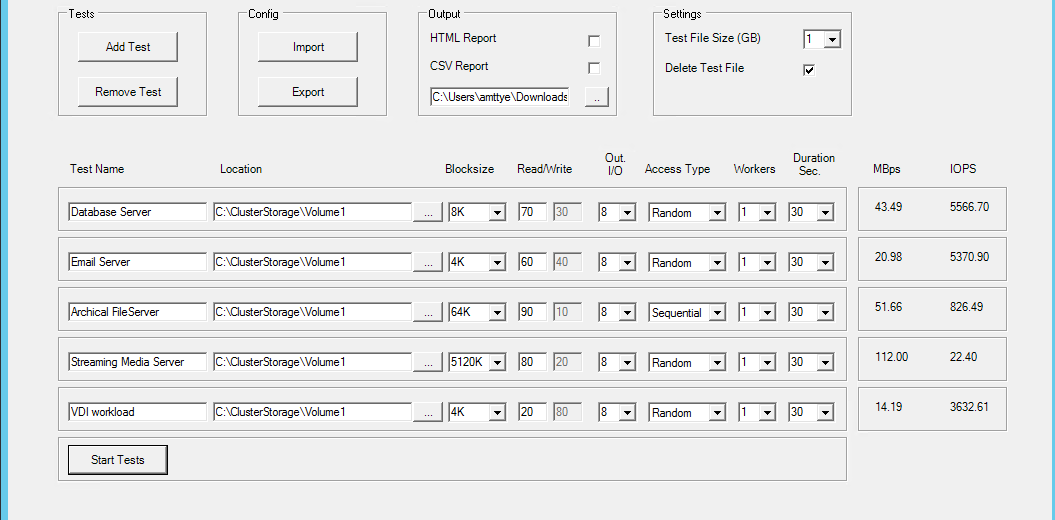 Tests Config Output Settings
Add Test Import HTML Report Test File Size (GB) 1
CSV Report Delete Test File
Remove Test Export C:\Users\amttye\Downloads ..
Test Name Location Blocksize Read/Write Out. I/O Access Type Workers Duration Sec. MBps IOPS
Database Server C:\ClusterStorage\Volume1 ... 8K 70 30 8 Random 1 30 43.49 5566.70
Email Server C:\ClusterStorage\Volume1 ... 4K 60 40 8 Random 1 30 20.98 5370.90
Archical FileServer C:\ClusterStorage\Volume1 ... 64K 90 10 8 Sequential 1 30 51.66 826.49
Streaming Media Server C:\ClusterStorage\Volume1 ... 5120K 80 20 8 Random 1 30 112.00 22.40
VDI workload C:\ClusterStorage\Volume1 ... 4K 20 80 8 Random 1 30 14.19 3632.61
Start Tests